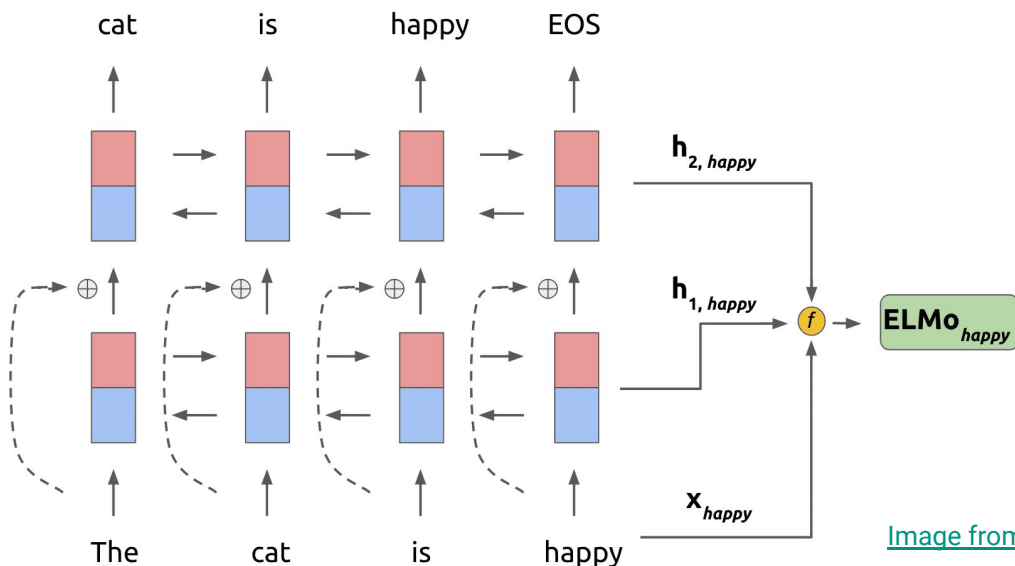 cat is happy EOS
h2, happy
h1, happy
f
ELMohappy
xhappy
Image from
The cat is happy